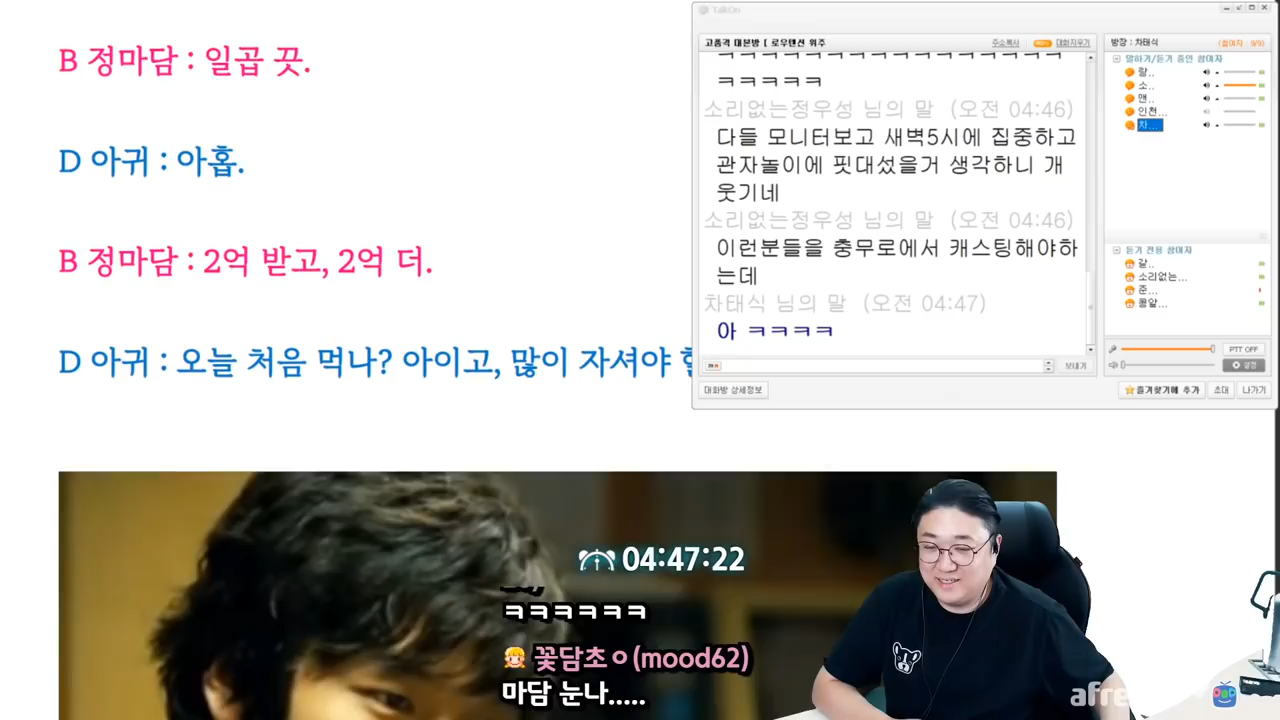 B 정마담 : 일곱 끗.
D 아귀 : 아홉.
B 정마담 : 2억 받고, 2억 더.
D 아귀 : 오늘 처음 먹나? 아이고, 많이 자셔야
TalkOn
고품격 대본방 [ 로우텐션 위주
주소복사
대화지우기
ㅋㅋㅋㅋㅋ
소리없는정우성 님의 말 (오전 04:46)
다들 모니터보고 새벽5시에 집중하고
관자놀이에 핏대섰을거 생각하니 개
웃기네
소리없는정우성 님의 말 (오전 04:46)
이런분들을 충무로에서 캐스팅해야하
는데
차태식 님의 말 (오전 04:47)
아 ㅋㅋㅋㅋ
보내기
대화방 상세정보
방장 : 차태식
(참여자 : 9/9)
말하기/듣기 중인 참여자
랄..
소..
맨..
인천...
차...
듣기 전용 참여자
갈..
소리없는...
준...
콩알...
PTT OFF
설정
즐겨찾기에 추가
초대
나가기
04:47:22
ㅋㅋㅋㅋㅋㅋ
꽃담초ㅇ(mood62)
마담 눈나.....